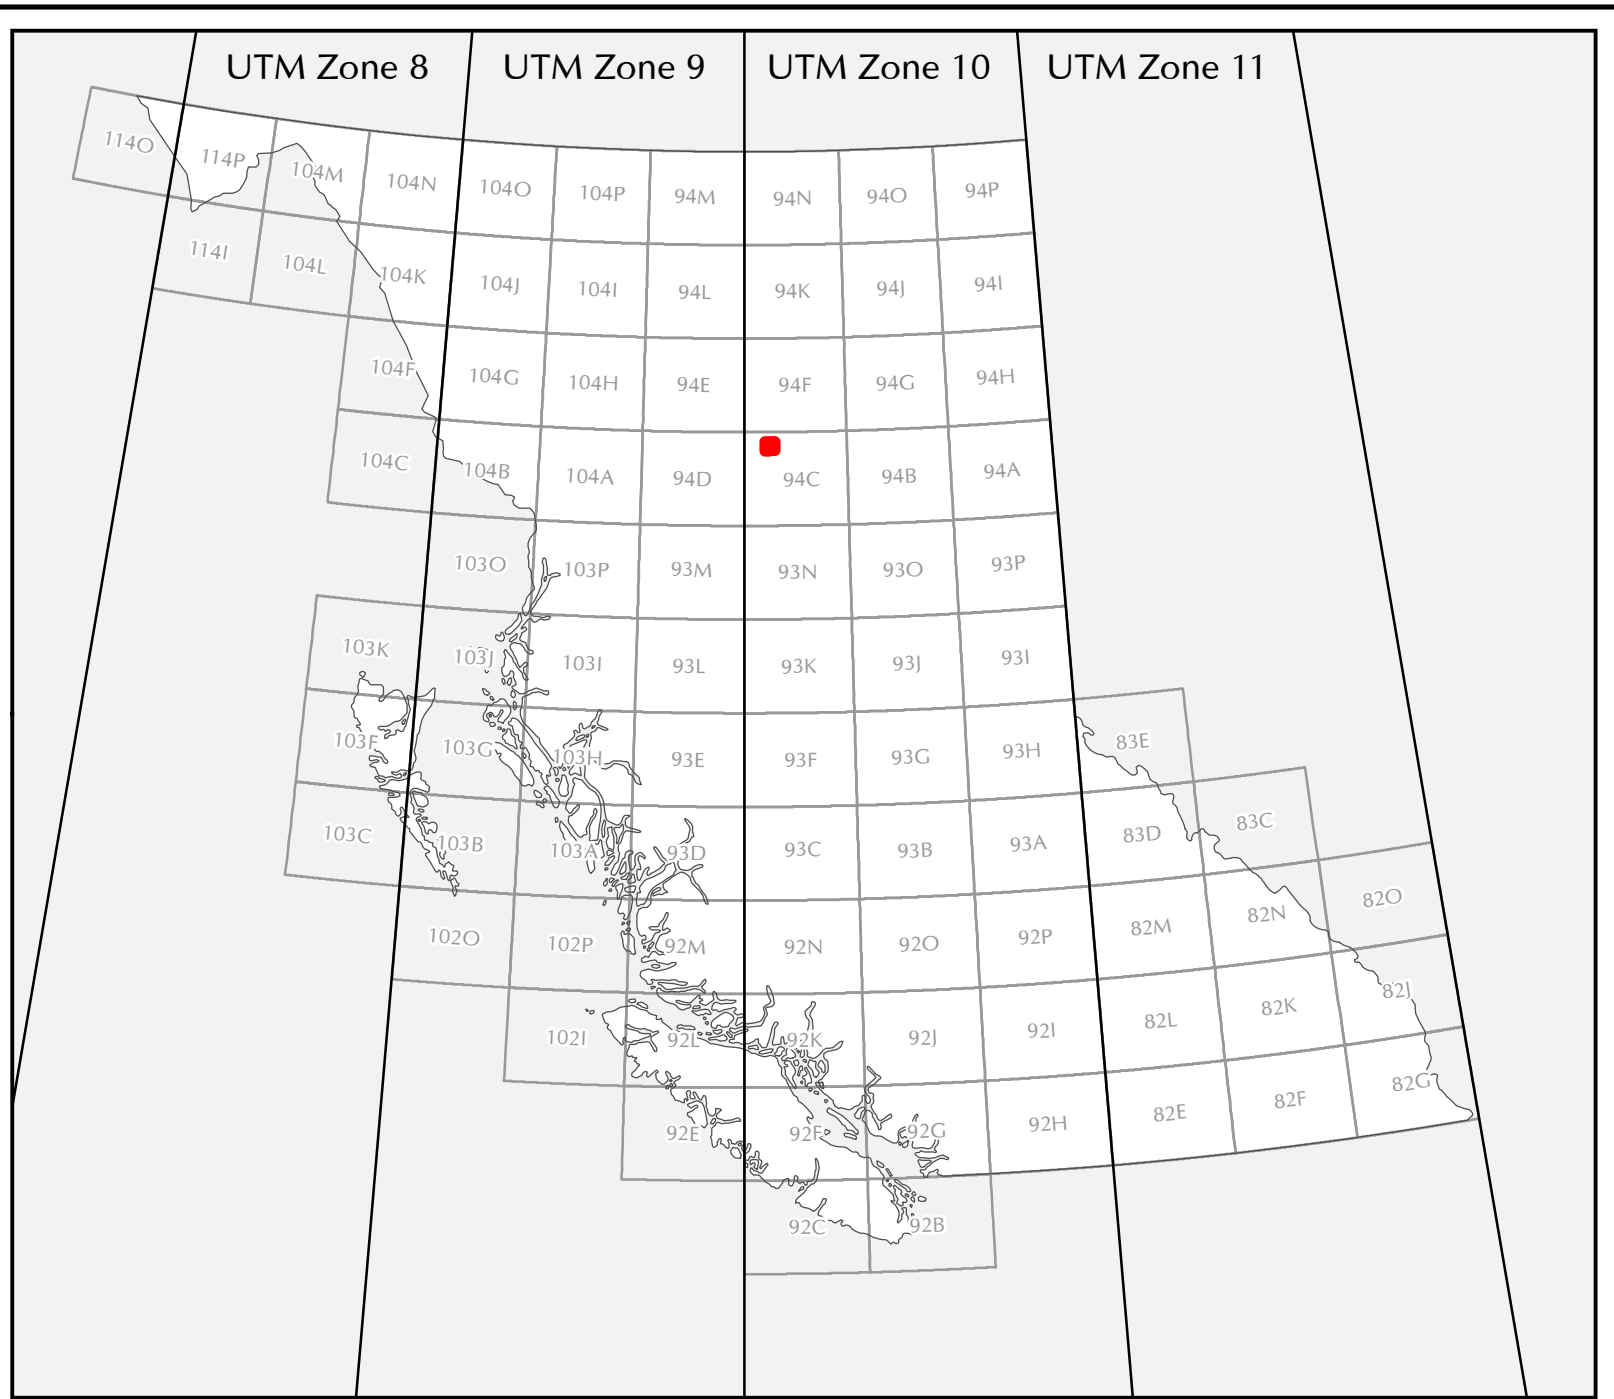 UTM Zone 8 UTM Zone 9 UTM Zone 10 UTM Zone 11
114O 114P 104M 104N 104O 104P 94M 94N 94O 94P
114I 104L 104K 104J 104I 94L 94K 94J 94I
104F 104G 104H 94E 94F 94G 94H
104C 104B 104A 94D 94C 94B 94A
103O 103P 93M 93N 93O 93P
103K 103J 103I 93L 93K 93J 93I
103F 103G 103H 93E 93F 93G 93H 83E
103C 103B 103A 93D 93C 93B 93A 83D 83C
102O 102P 92M 92N 92O 92P 82M 82N 82O
102I 92L 92K 92J 92I 82L 82K 82J
92E 92F 92G 92H 82E 82F 82G
92C 92B